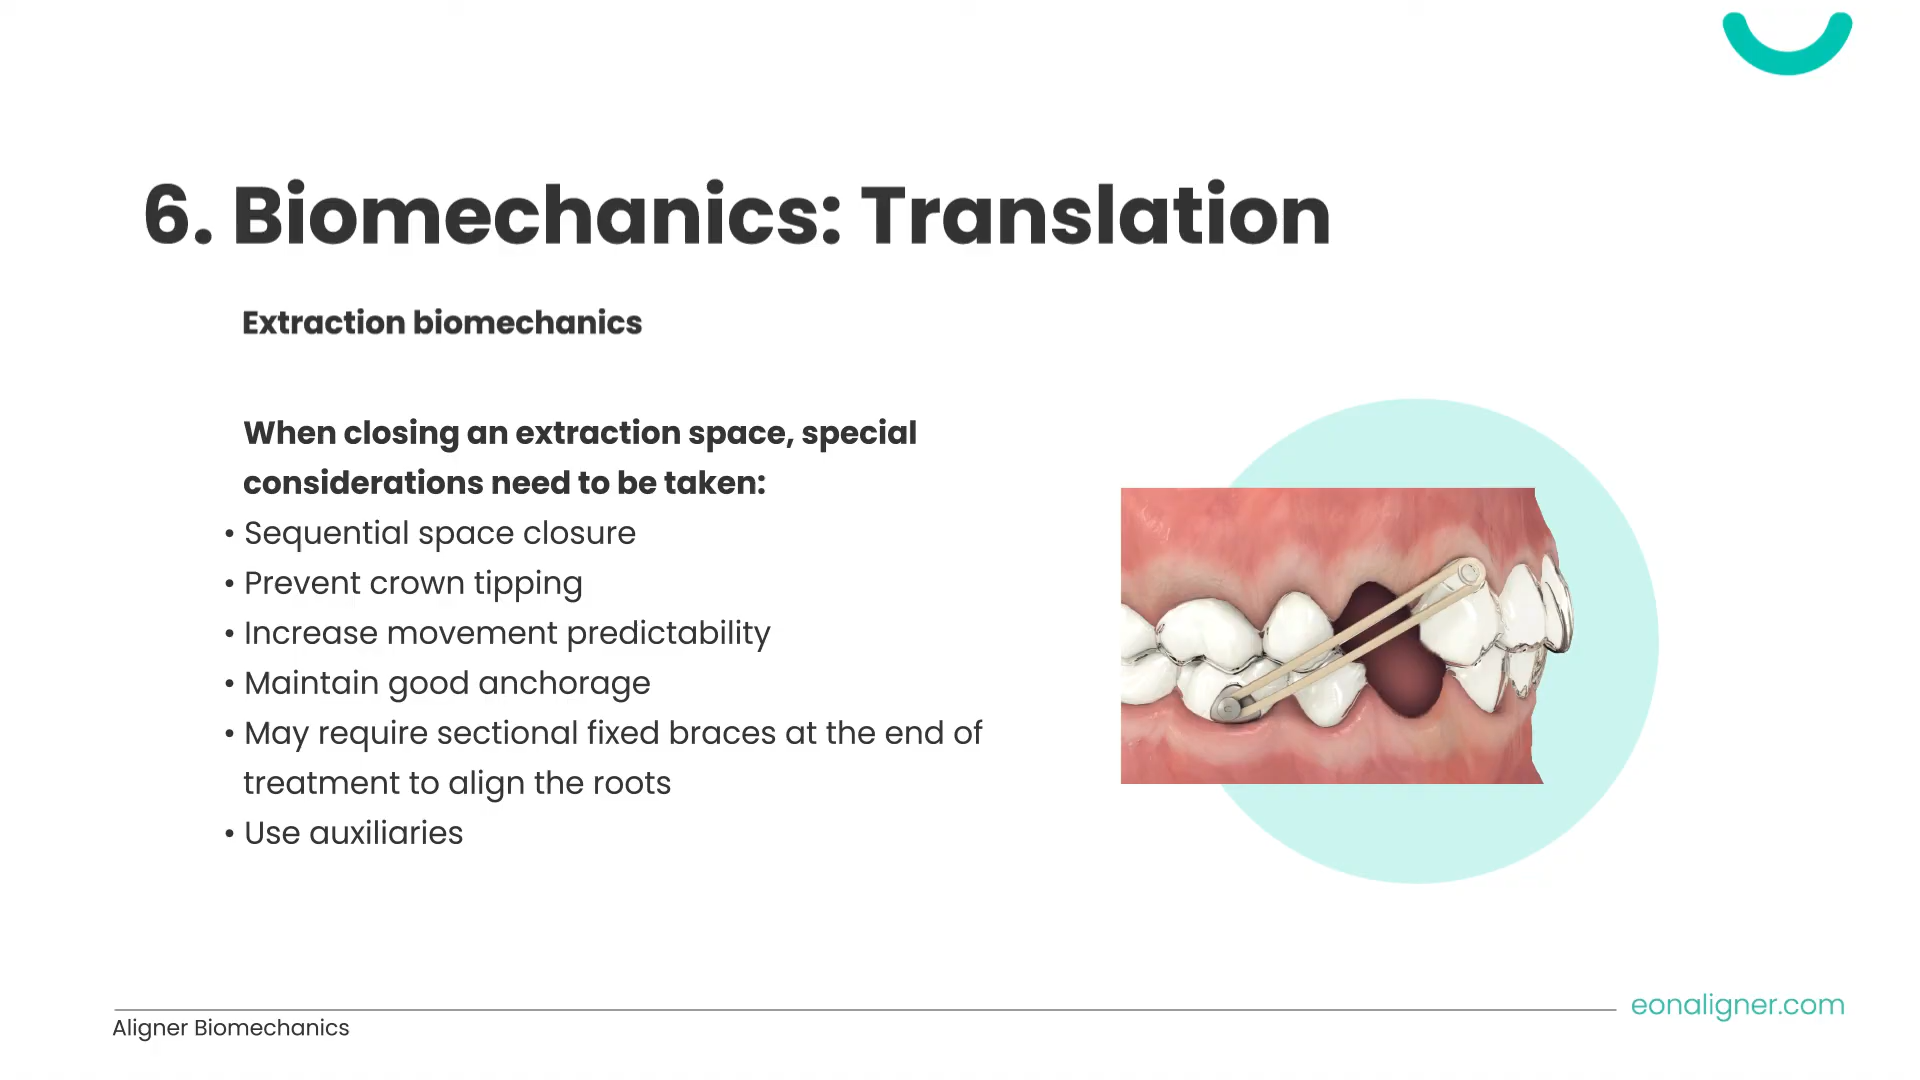 6. Biomechanics: Translation
Extraction biomechanics
When closing an extraction space, special
considerations need to be taken:
• Sequential space closure
• Prevent crown tipping
• Increase movement predictability
• Maintain good anchorage
• May require sectional fixed braces at the end of
treatment to align the roots
• Use auxiliaries
eonaligner.com
Aligner Biomechanics